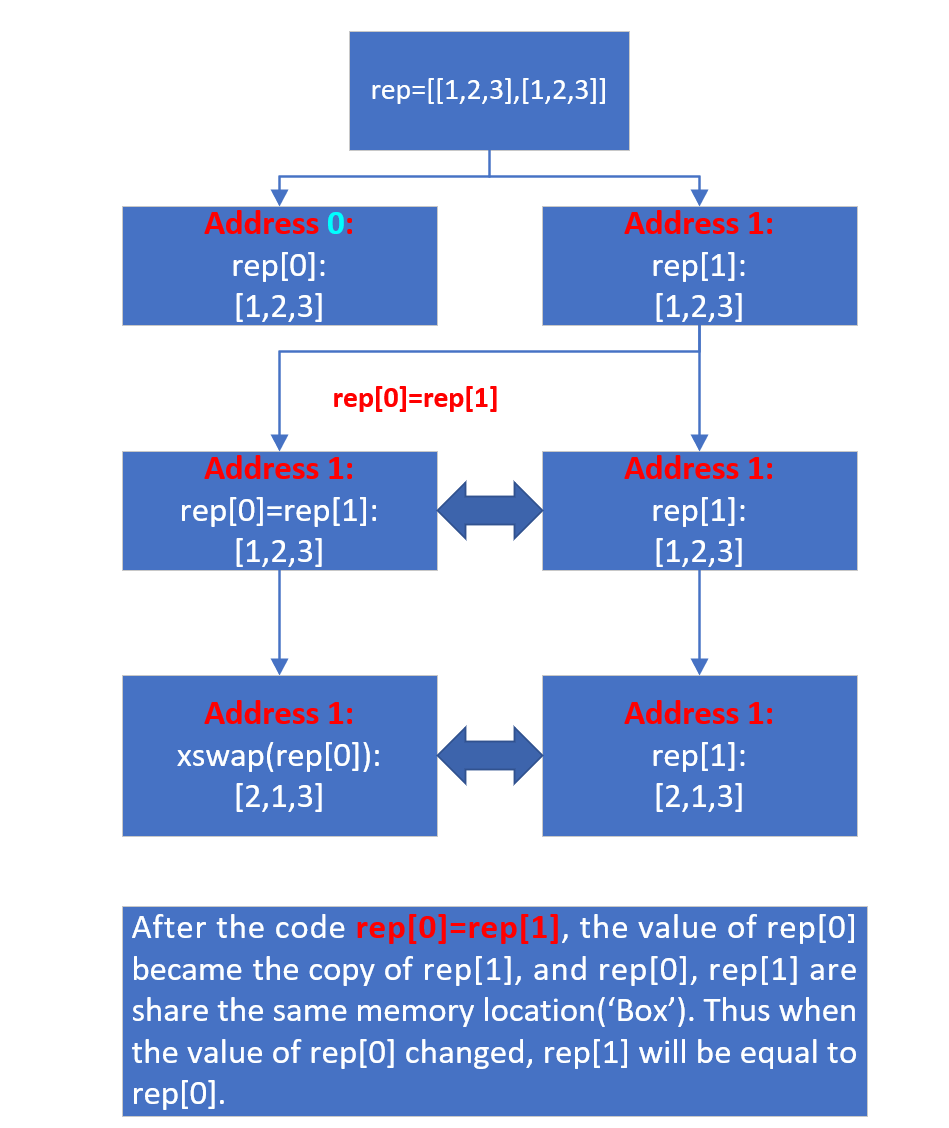 rep=[[1,2,3],[1,2,3]]
Address 0:
rep[0]:
[1,2,3]
Address 1:
rep[1]:
[1,2,3]
rep[0]=rep[1]
Address 1:
rep[0]=rep[1]:
[1,2,3]
Address 1:
rep[1]:
[1,2,3]
Address 1:
xswap(rep[0]):
[2,1,3]
Address 1:
rep[1]:
[2,1,3]
After the code rep[0]=rep[1], the value of rep[0]
became the copy of rep[1], and rep[0], rep[1] are
share the same memory location(‘Box’). Thus when
the value of rep[0] changed, rep[1] will be equal to
rep[0].